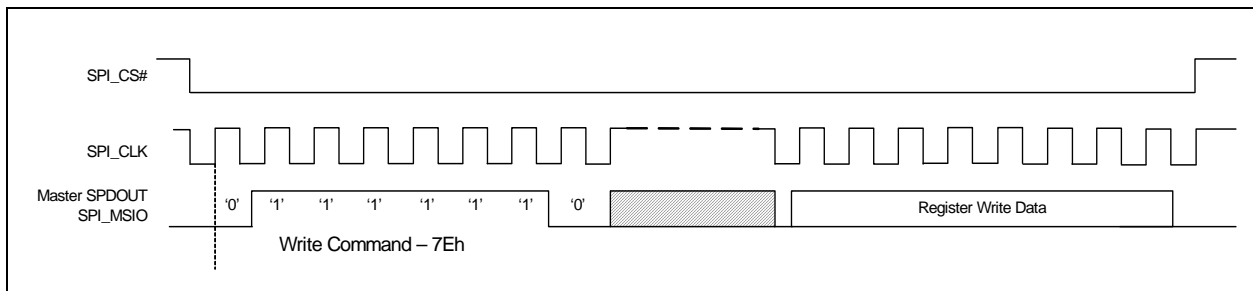 SPI_CS#
SPI_CLK
Master SPDOUT
SPI_MSIO
‘0’ ‘1’ ‘1’ ‘1’ ‘1’ ‘1’ ‘1’ ‘0’
Register Write Data
Write Command – 7Eh